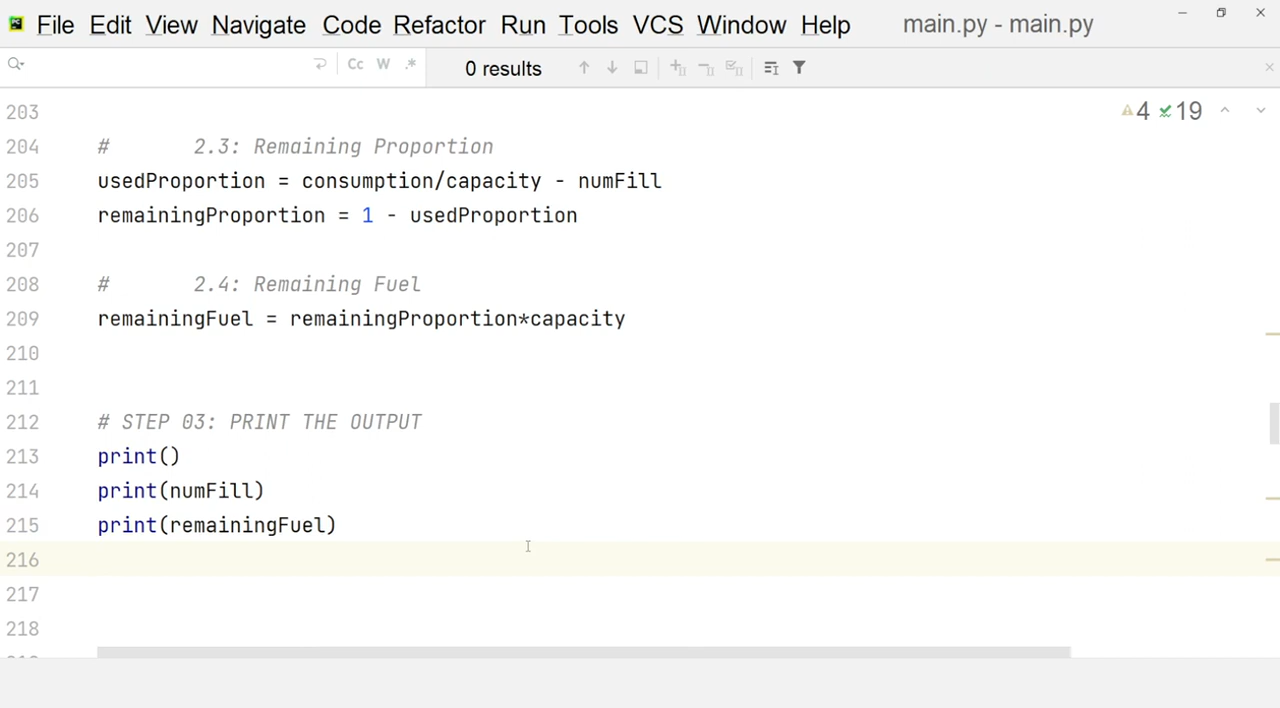 File Edit View Navigate Code Refactor Run Tools VCS Window Help main.py - main.py
Cc W .* 0 results
4 19
203
204 # 2.3: Remaining Proportion
205 usedProportion = consumption/capacity - numFill
206 remainingProportion = 1 - usedProportion
207
208 # 2.4: Remaining Fuel
209 remainingFuel = remainingProportion*capacity
210
211
212 # STEP 03: PRINT THE OUTPUT
213 print()
214 print(numFill)
215 print(remainingFuel)
216
217
218